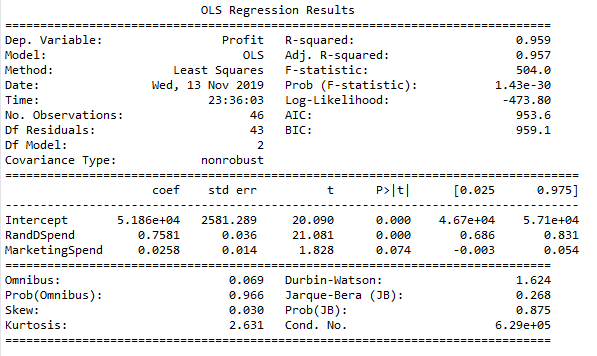 OLS Regression Results
==============================================================================
Dep. Variable: Profit R-squared: 0.959
Model: OLS Adj. R-squared: 0.957
Method: Least Squares F-statistic: 504.0
Date: Wed, 13 Nov 2019 Prob (F-statistic): 1.43e-30
Time: 23:36:03 Log-Likelihood: -473.80
No. Observations: 46 AIC: 953.6
Df Residuals: 43 BIC: 959.1
Df Model: 2
Covariance Type: nonrobust
==================================================================================
coef std err t P>|t| [0.025 0.975]
----------------------------------------------------------------------------------
Intercept 5.186e+04 2581.289 20.090 0.000 4.67e+04 5.71e+04
RandDSpend 0.7581 0.036 21.081 0.000 0.686 0.831
MarketingSpend 0.0258 0.014 1.828 0.074 -0.003 0.054
==============================================================================
Omnibus: 0.069 Durbin-Watson: 1.624
Prob(Omnibus): 0.966 Jarque-Bera (JB): 0.268
Skew: 0.030 Prob(JB): 0.875
Kurtosis: 2.631 Cond. No. 6.29e+05
==============================================================================